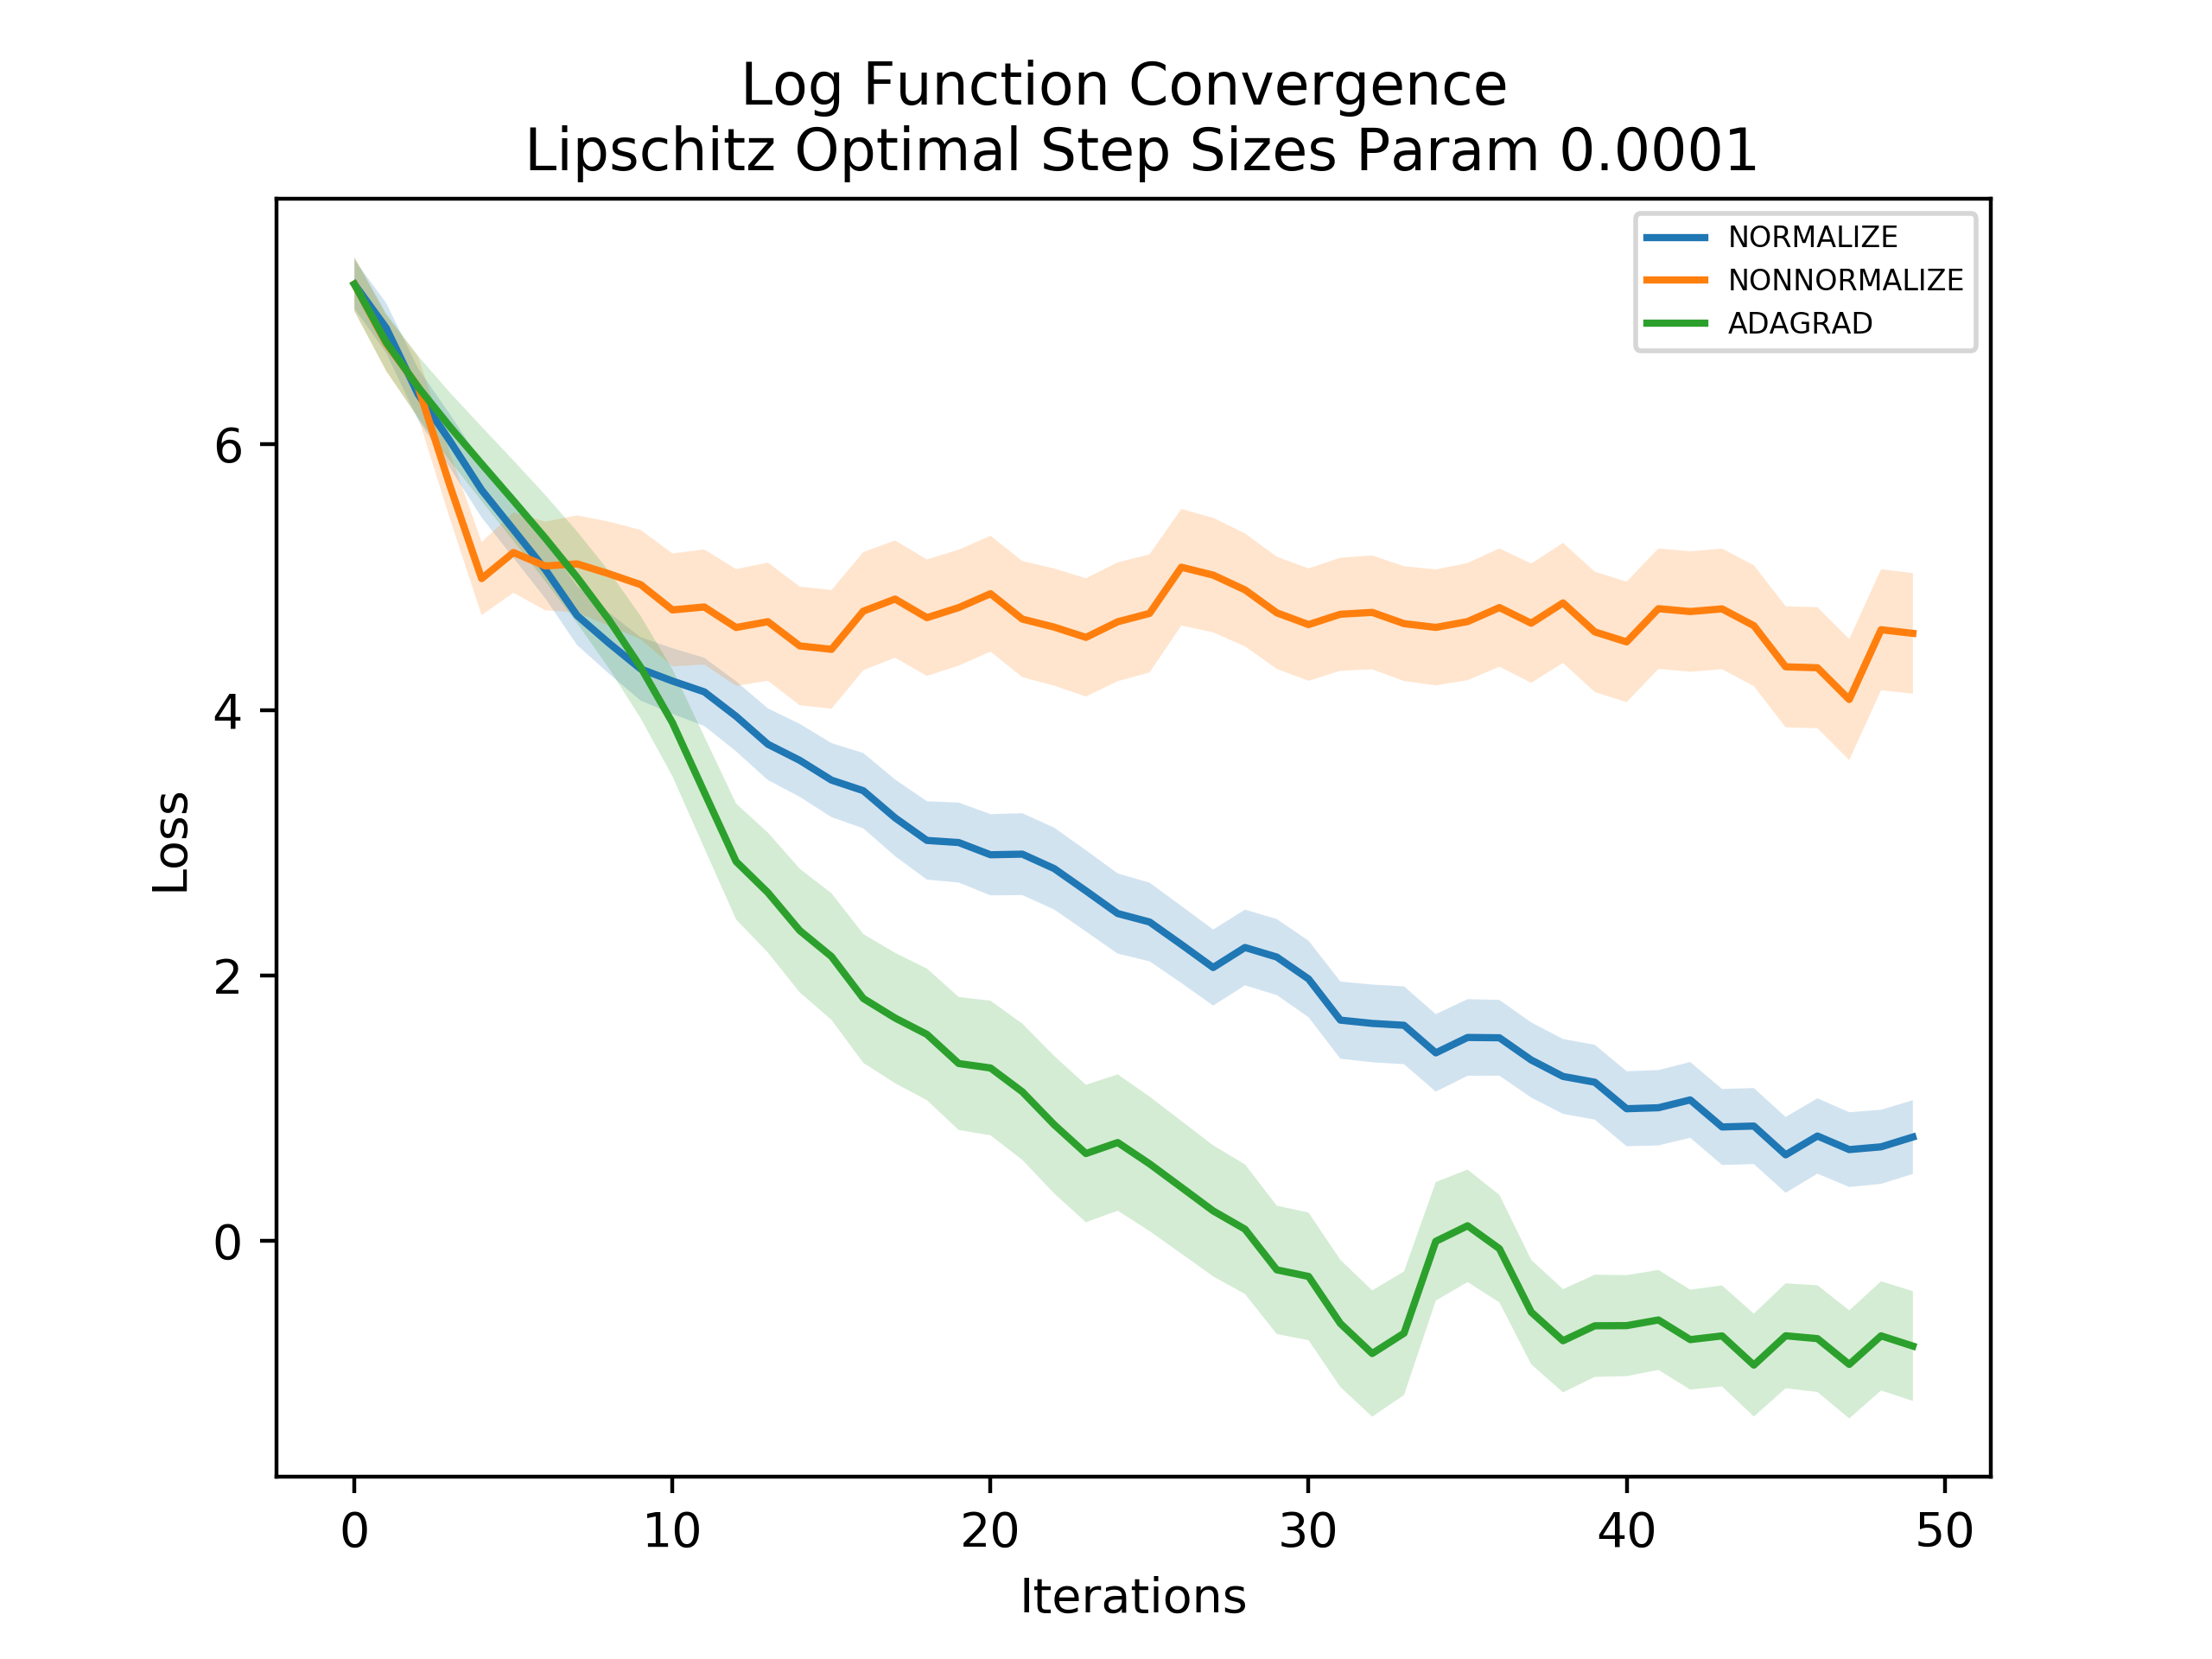 Log Function Convergence
Lipschitz Optimal Step Sizes Param 0.0001
NORMALIZE
NONNORMALIZE
ADAGRAD
6
4
2
0
Loss
0 10 20 30 40 50
Iterations